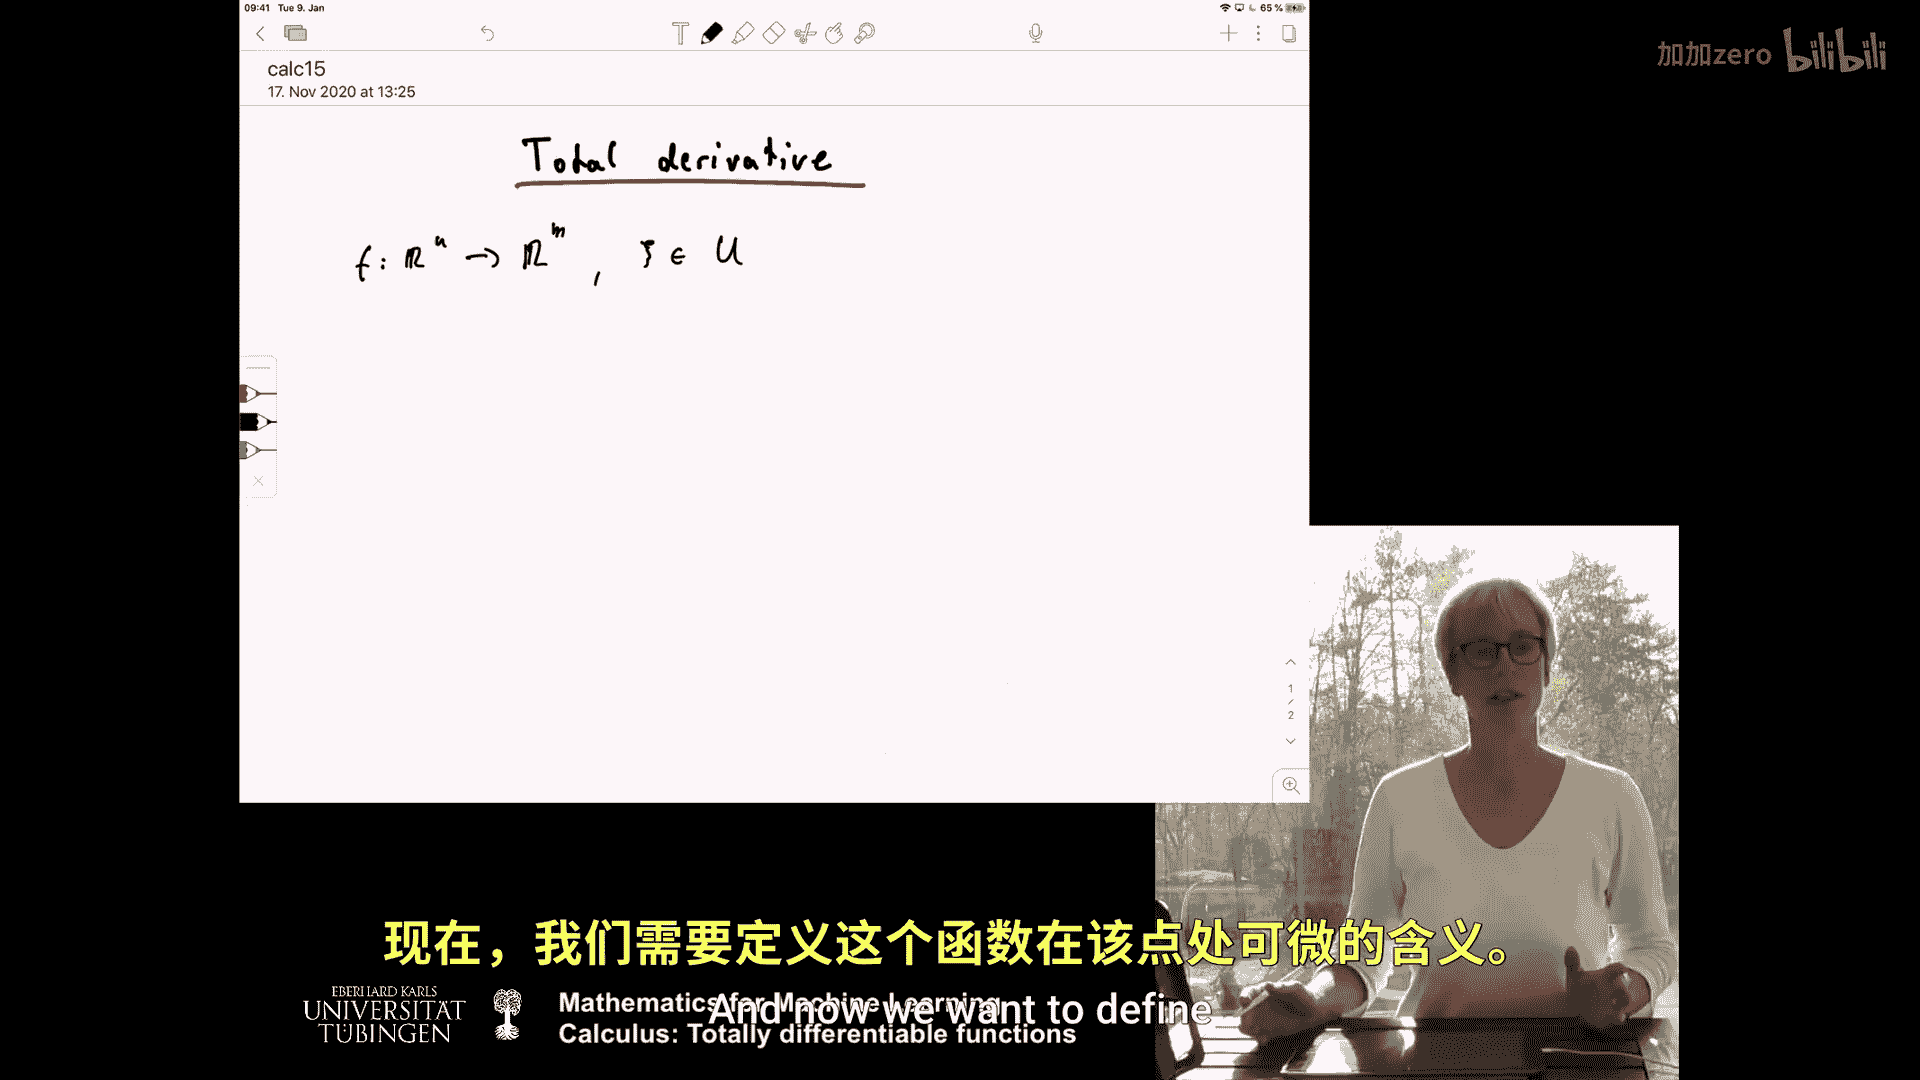 09:41 Tue 9. Jan 65 %
加加zero bilibili
calc15
17. Nov 2020 at 13:25
Total derivative
f: ℝⁿ → ℝᵐ, ξ ∈ U
1
/
2
现在，我们需要定义这个函数在该点处可微的含义。
And now we want to define
EBERHARD KARLS
UNIVERSITÄT
TÜBINGEN
Mathematics for Machine Learning
Calculus: Totally differentiable functions